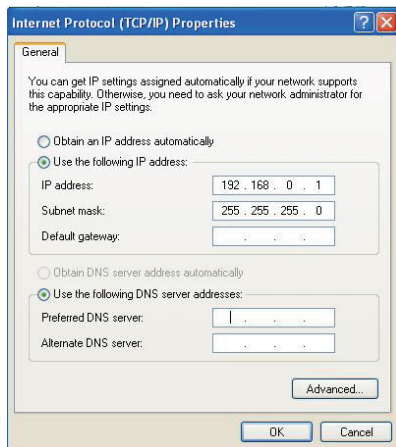 Internet Protocol (TCP/IP) Properties
General
You can get IP settings assigned automatically if your network supports
this capability. Otherwise, you need to ask your network administrator for
the appropriate IP settings.
Obtain an IP address automatically
Use the following IP address:
IP address: 192 . 168 . 0 . 1
Subnet mask: 255 . 255 . 255 . 0
Default gateway: . . .
Obtain DNS server address automatically
Use the following DNS server addresses:
Preferred DNS server: . . .
Alternate DNS server: . . .
Advanced...
OK Cancel